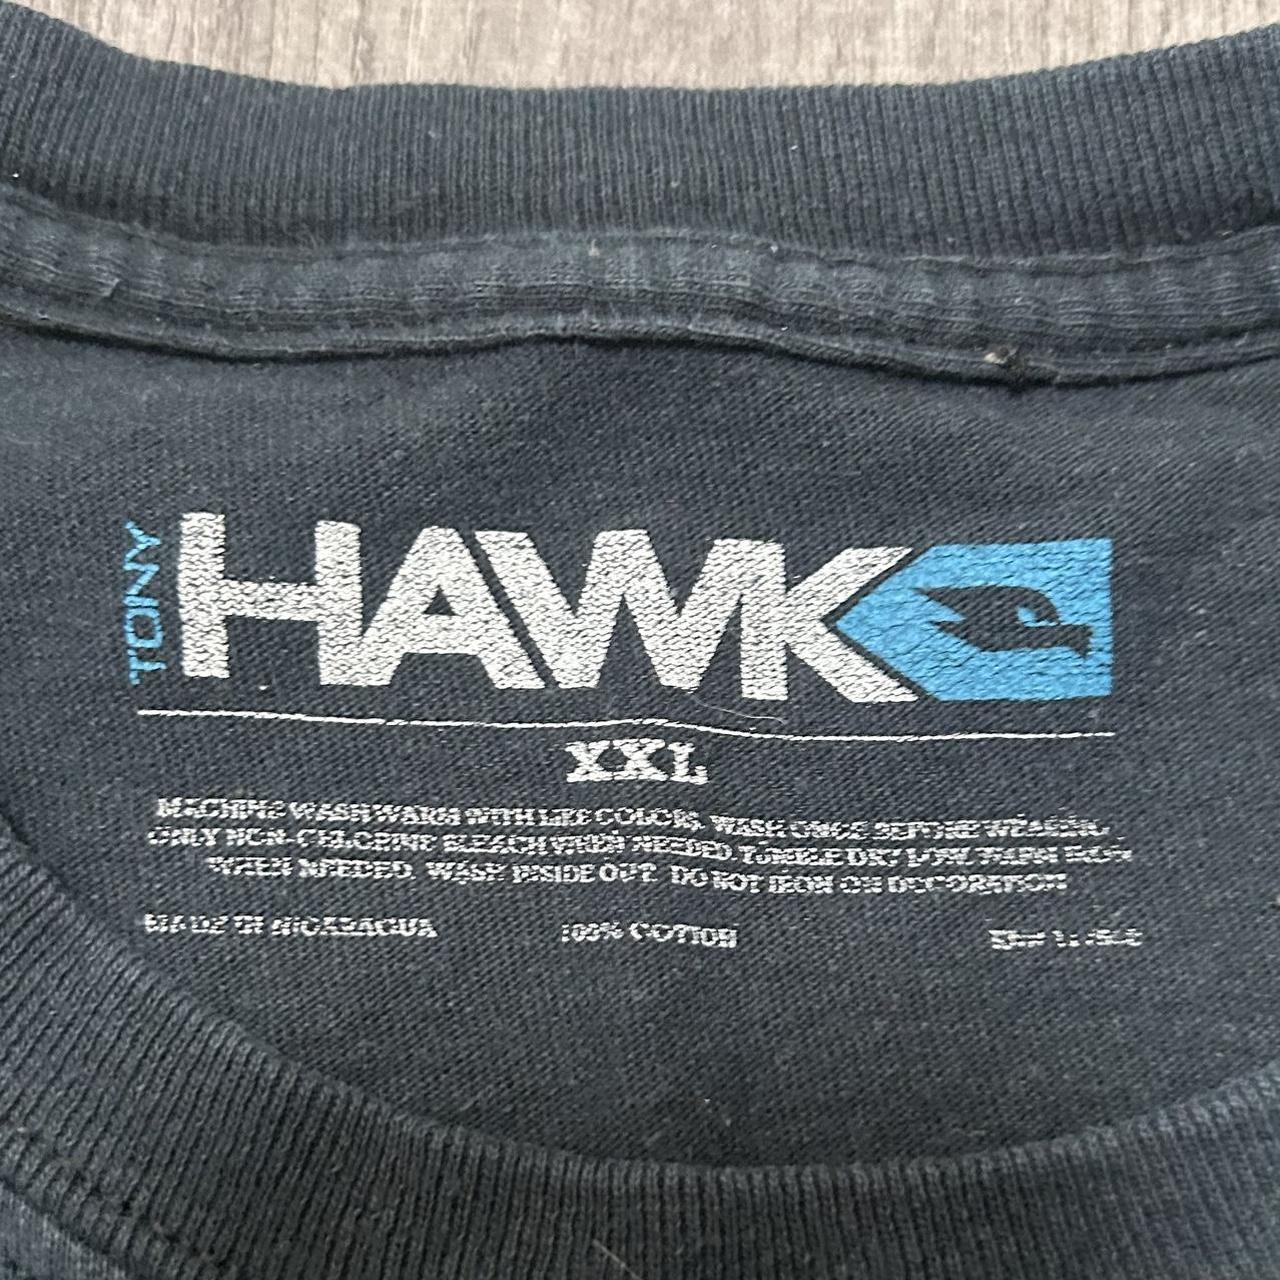 TONY HAWK
XXL
MACHINE WASH WARM WITH LIKE COLORS. WASH ONCE BEFORE WEARING.
ONLY NON-CHLORINE BLEACH WHEN NEEDED. TUMBLE DRY LOW. WARM IRON
WHEN NEEDED. WASH INSIDE OUT. DO NOT IRON ON DECORATION
MADE IN NICARAGUA 100% COTTON